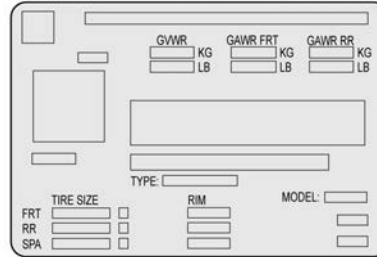 GVWR GAWR FRT GAWR RR
KG KG KG
LB LB LB
TYPE:
TIRE SIZE RIM MODEL:
FRT
RR
SPA